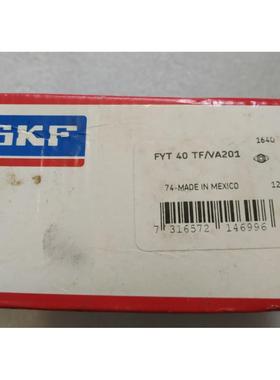 SKF
1640
FYT 40 TF/VA201
74-MADE IN MEXICO
12
7 316572 146996